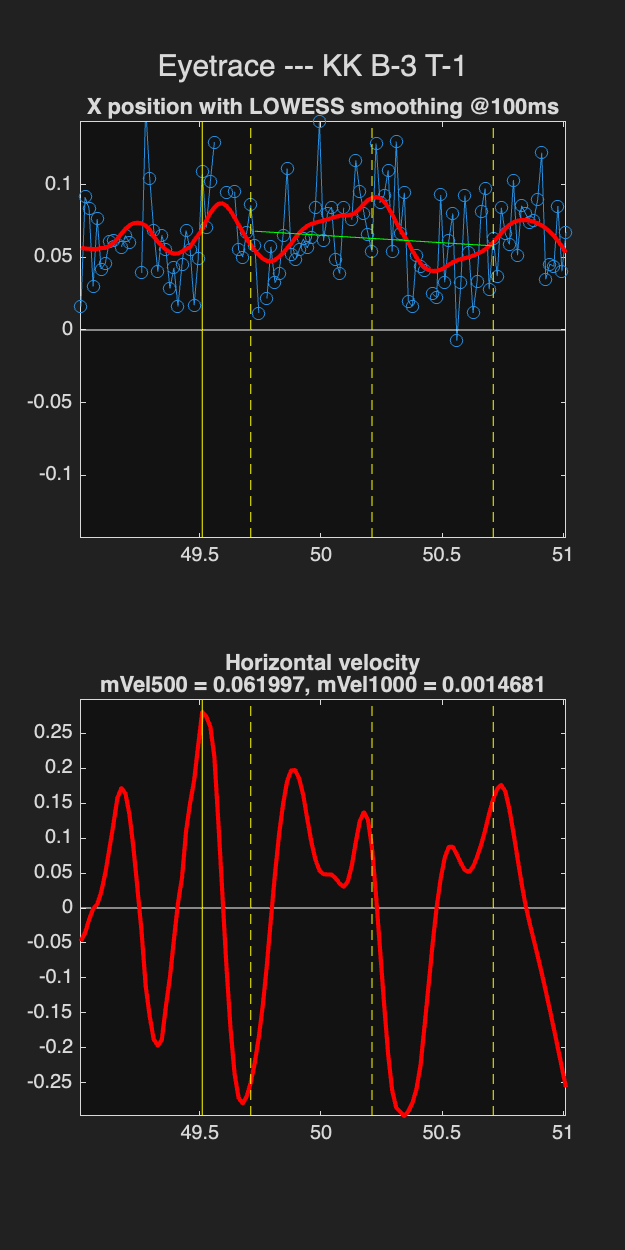 Eyetrace --- KK B-3 T-1
X position with LOWESS smoothing @100ms
0.1
0.05
0
-0.05
-0.1
49.5 50 50.5 51
Horizontal velocity
mVel500 = 0.061997, mVel1000 = 0.0014681
0.25
0.2
0.15
0.1
0.05
0
-0.05
-0.1
-0.15
-0.2
-0.25
49.5 50 50.5 51